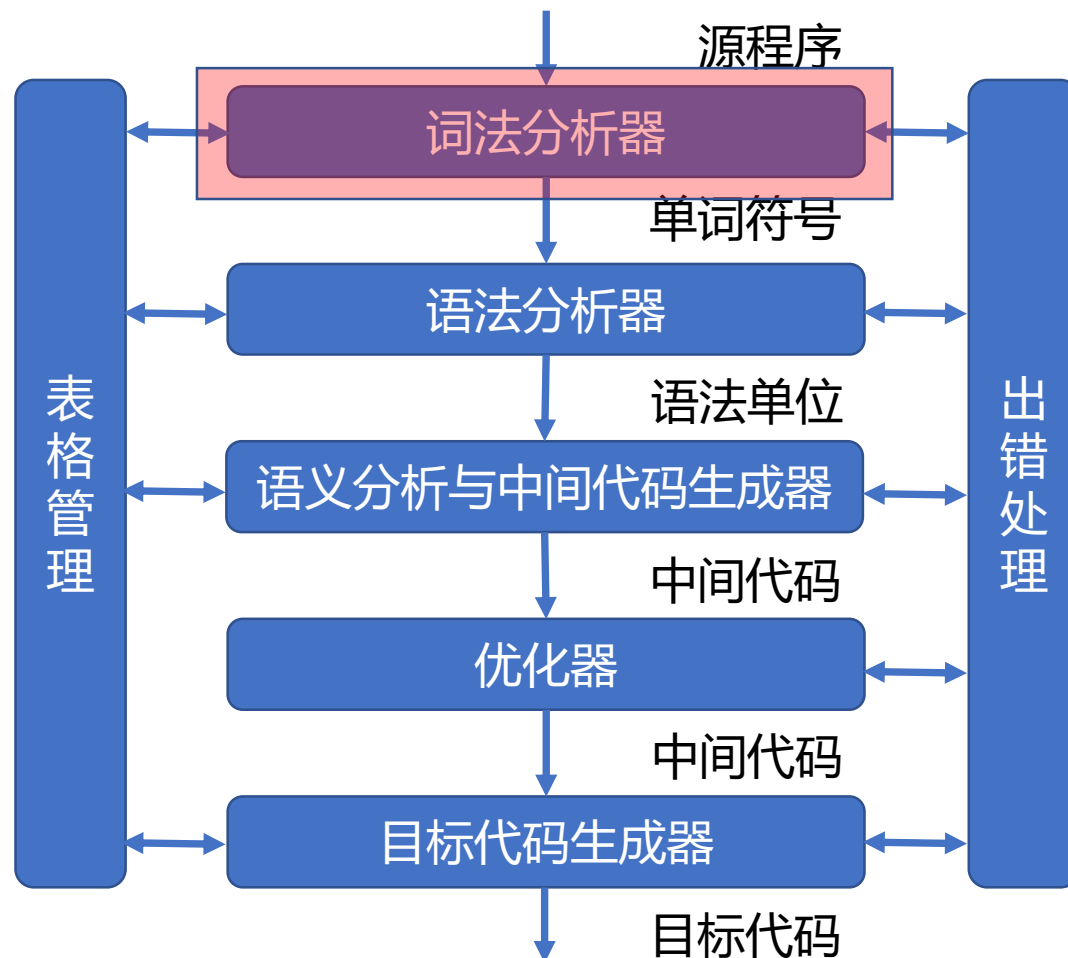 源程序
词法分析器
单词符号
语法分析器
语法单位
语义分析与中间代码生成器
中间代码
优化器
中间代码
目标代码生成器
目标代码
表格管理
出错处理